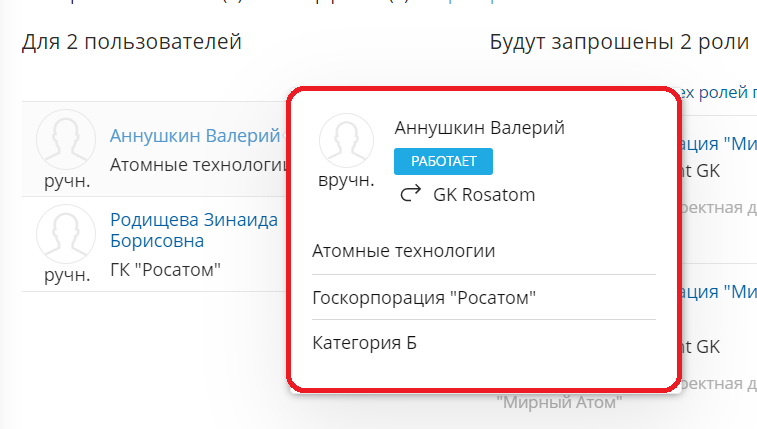 Для 2 пользователей
Будут запрошены 2 роли
Аннушкин Валерий
Атомные технологии
ручн.
Родищева Зинаида
Борисовна
ГК "Росатом"
ручн.
Аннушкин Валерий
РАБОТАЕТ
вручн.
GK Rosatom
Атомные технологии
Госкорпорация "Росатом"
Категория Б
ех ролей г
ация "Ми
nt GK
ректная д
ация "Ми
nt GK
ректная д
"Мирный Атом"